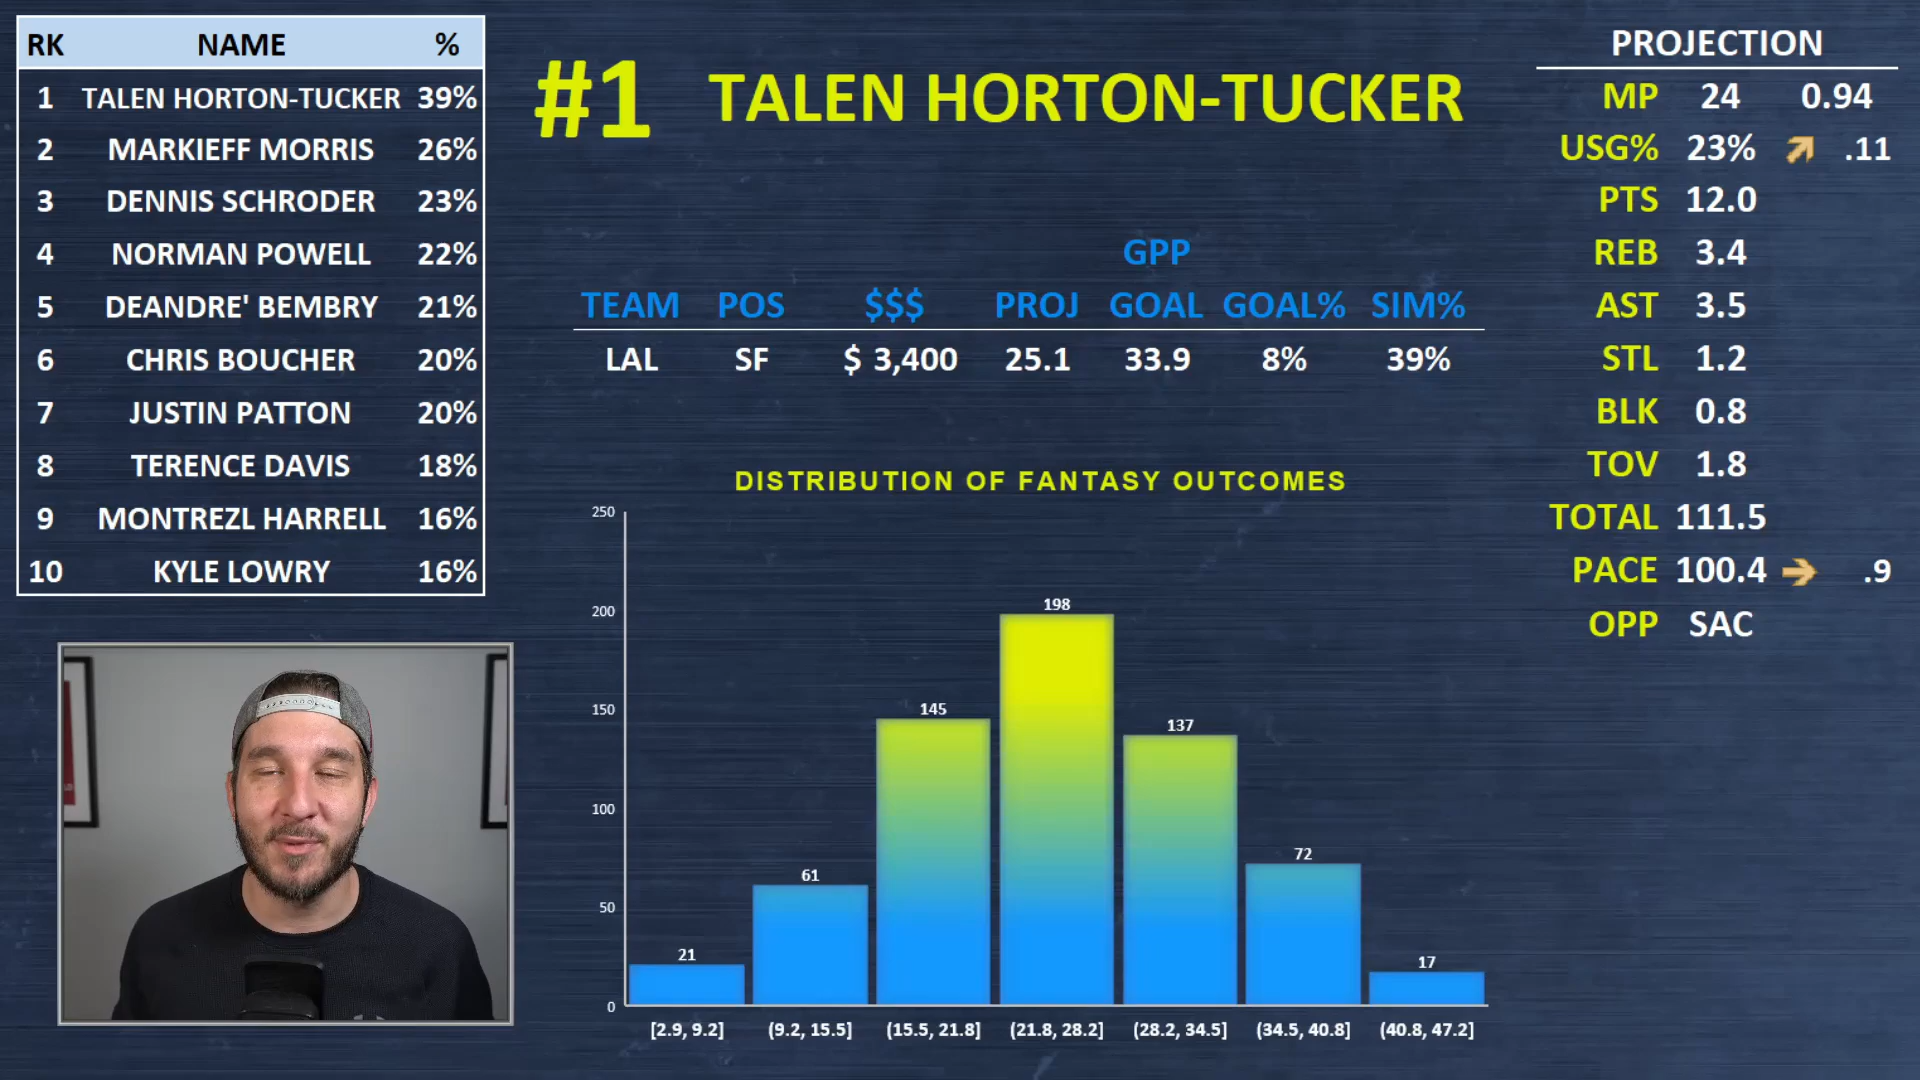 RK NAME %
1 TALEN HORTON-TUCKER 39%
2 MARKIEFF MORRIS 26%
3 DENNIS SCHRODER 23%
4 NORMAN POWELL 22%
5 DEANDRE' BEMBRY 21%
6 CHRIS BOUCHER 20%
7 JUSTIN PATTON 20%
8 TERENCE DAVIS 18%
9 MONTREZL HARRELL 16%
10 KYLE LOWRY 16%
#1 TALEN HORTON-TUCKER
GPP
TEAM POS $$$ PROJ GOAL GOAL% SIM%
LAL SF $ 3,400 25.1 33.9 8% 39%
DISTRIBUTION OF FANTASY OUTCOMES
250
200
150
100
50
0
21
61
145
198
137
72
17
[2.9, 9.2] (9.2, 15.5] (15.5, 21.8] (21.8, 28.2] (28.2, 34.5] (34.5, 40.8] (40.8, 47.2]
PROJECTION
MP 24 0.94
USG% 23% .11
PTS 12.0
REB 3.4
AST 3.5
STL 1.2
BLK 0.8
TOV 1.8
TOTAL 111.5
PACE 100.4 .9
OPP SAC